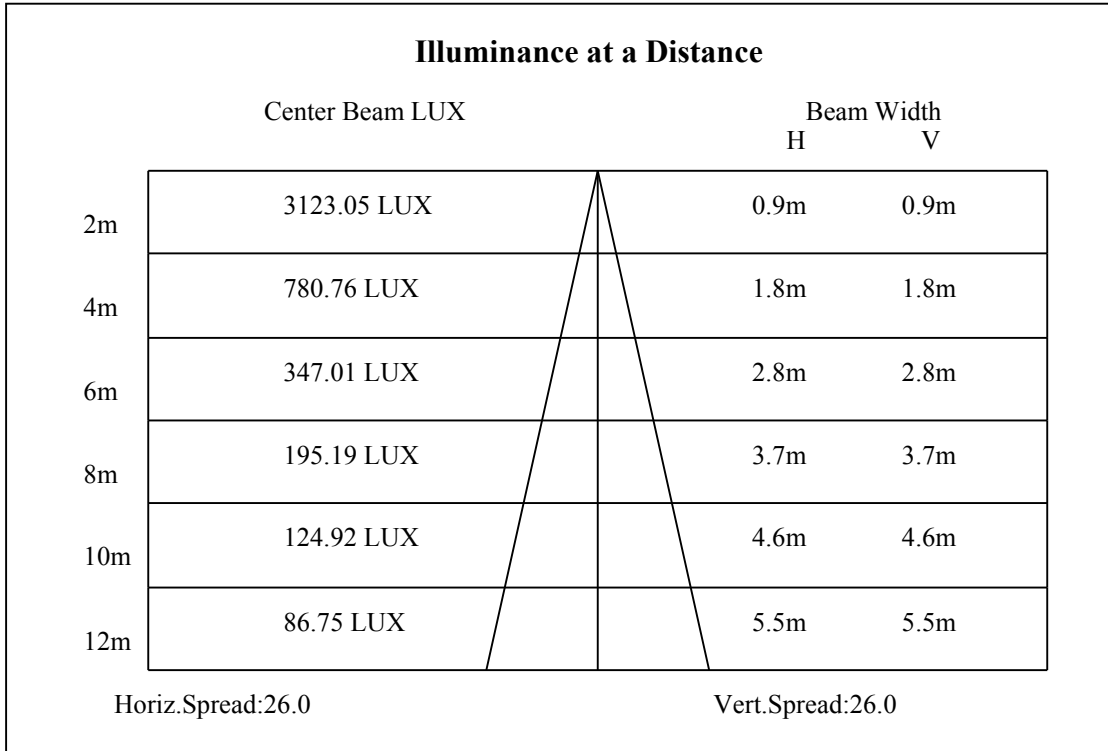 Illuminance at a Distance
Center Beam LUX Beam Width
H V
2m 3123.05 LUX 0.9m 0.9m
4m 780.76 LUX 1.8m 1.8m
6m 347.01 LUX 2.8m 2.8m
8m 195.19 LUX 3.7m 3.7m
10m 124.92 LUX 4.6m 4.6m
12m 86.75 LUX 5.5m 5.5m
Horiz.Spread:26.0 Vert.Spread:26.0